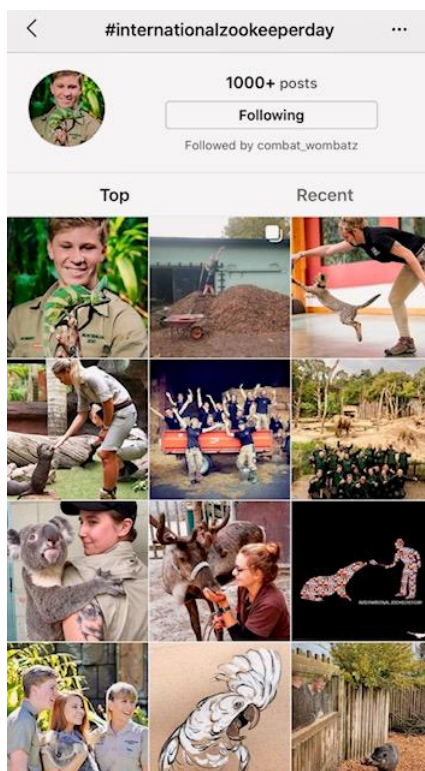 #internationalzookeeperday
1000+ posts
Following
Followed by combat_wombatz
Top
Recent